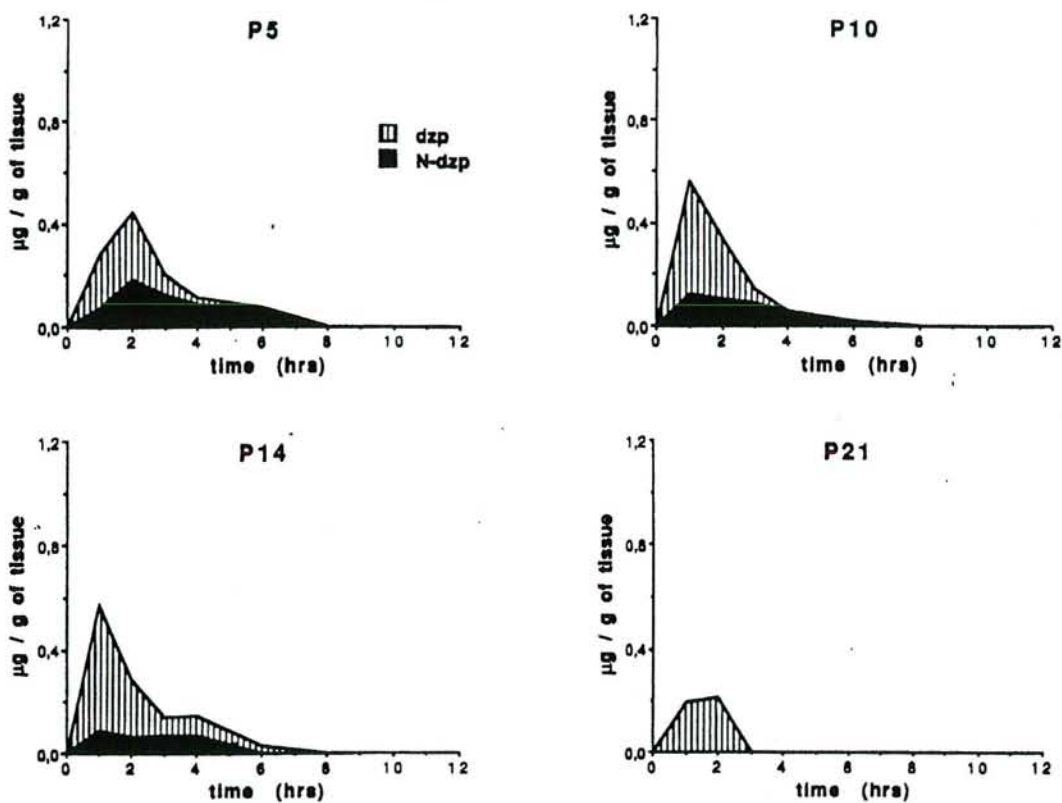 P5
1,2
0,8
0,4
0,0
µg / g of tissue
dzp
N-dzp
0 2 4 6 8 10 12
time (hrs)
P10
1,2
0,8
0,4
0,0
µg / g of tissue
0 2 4 6 8 10 12
time (hrs)
P14
1,2
0,8
0,4
0,0
µg / g of tissue
0 2 4 6 8 10 12
time (hrs)
P21
1,2
0,8
0,4
0,0
µg / g of tissue
0 2 4 6 8 10 12
time (hrs)